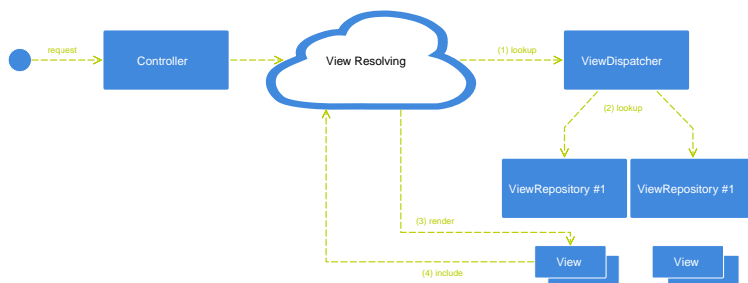 request
Controller
View Resolving
(1) lookup
ViewDispatcher
(2) lookup
ViewRepository #1
ViewRepository #1
(3) render
View
View
(4) include